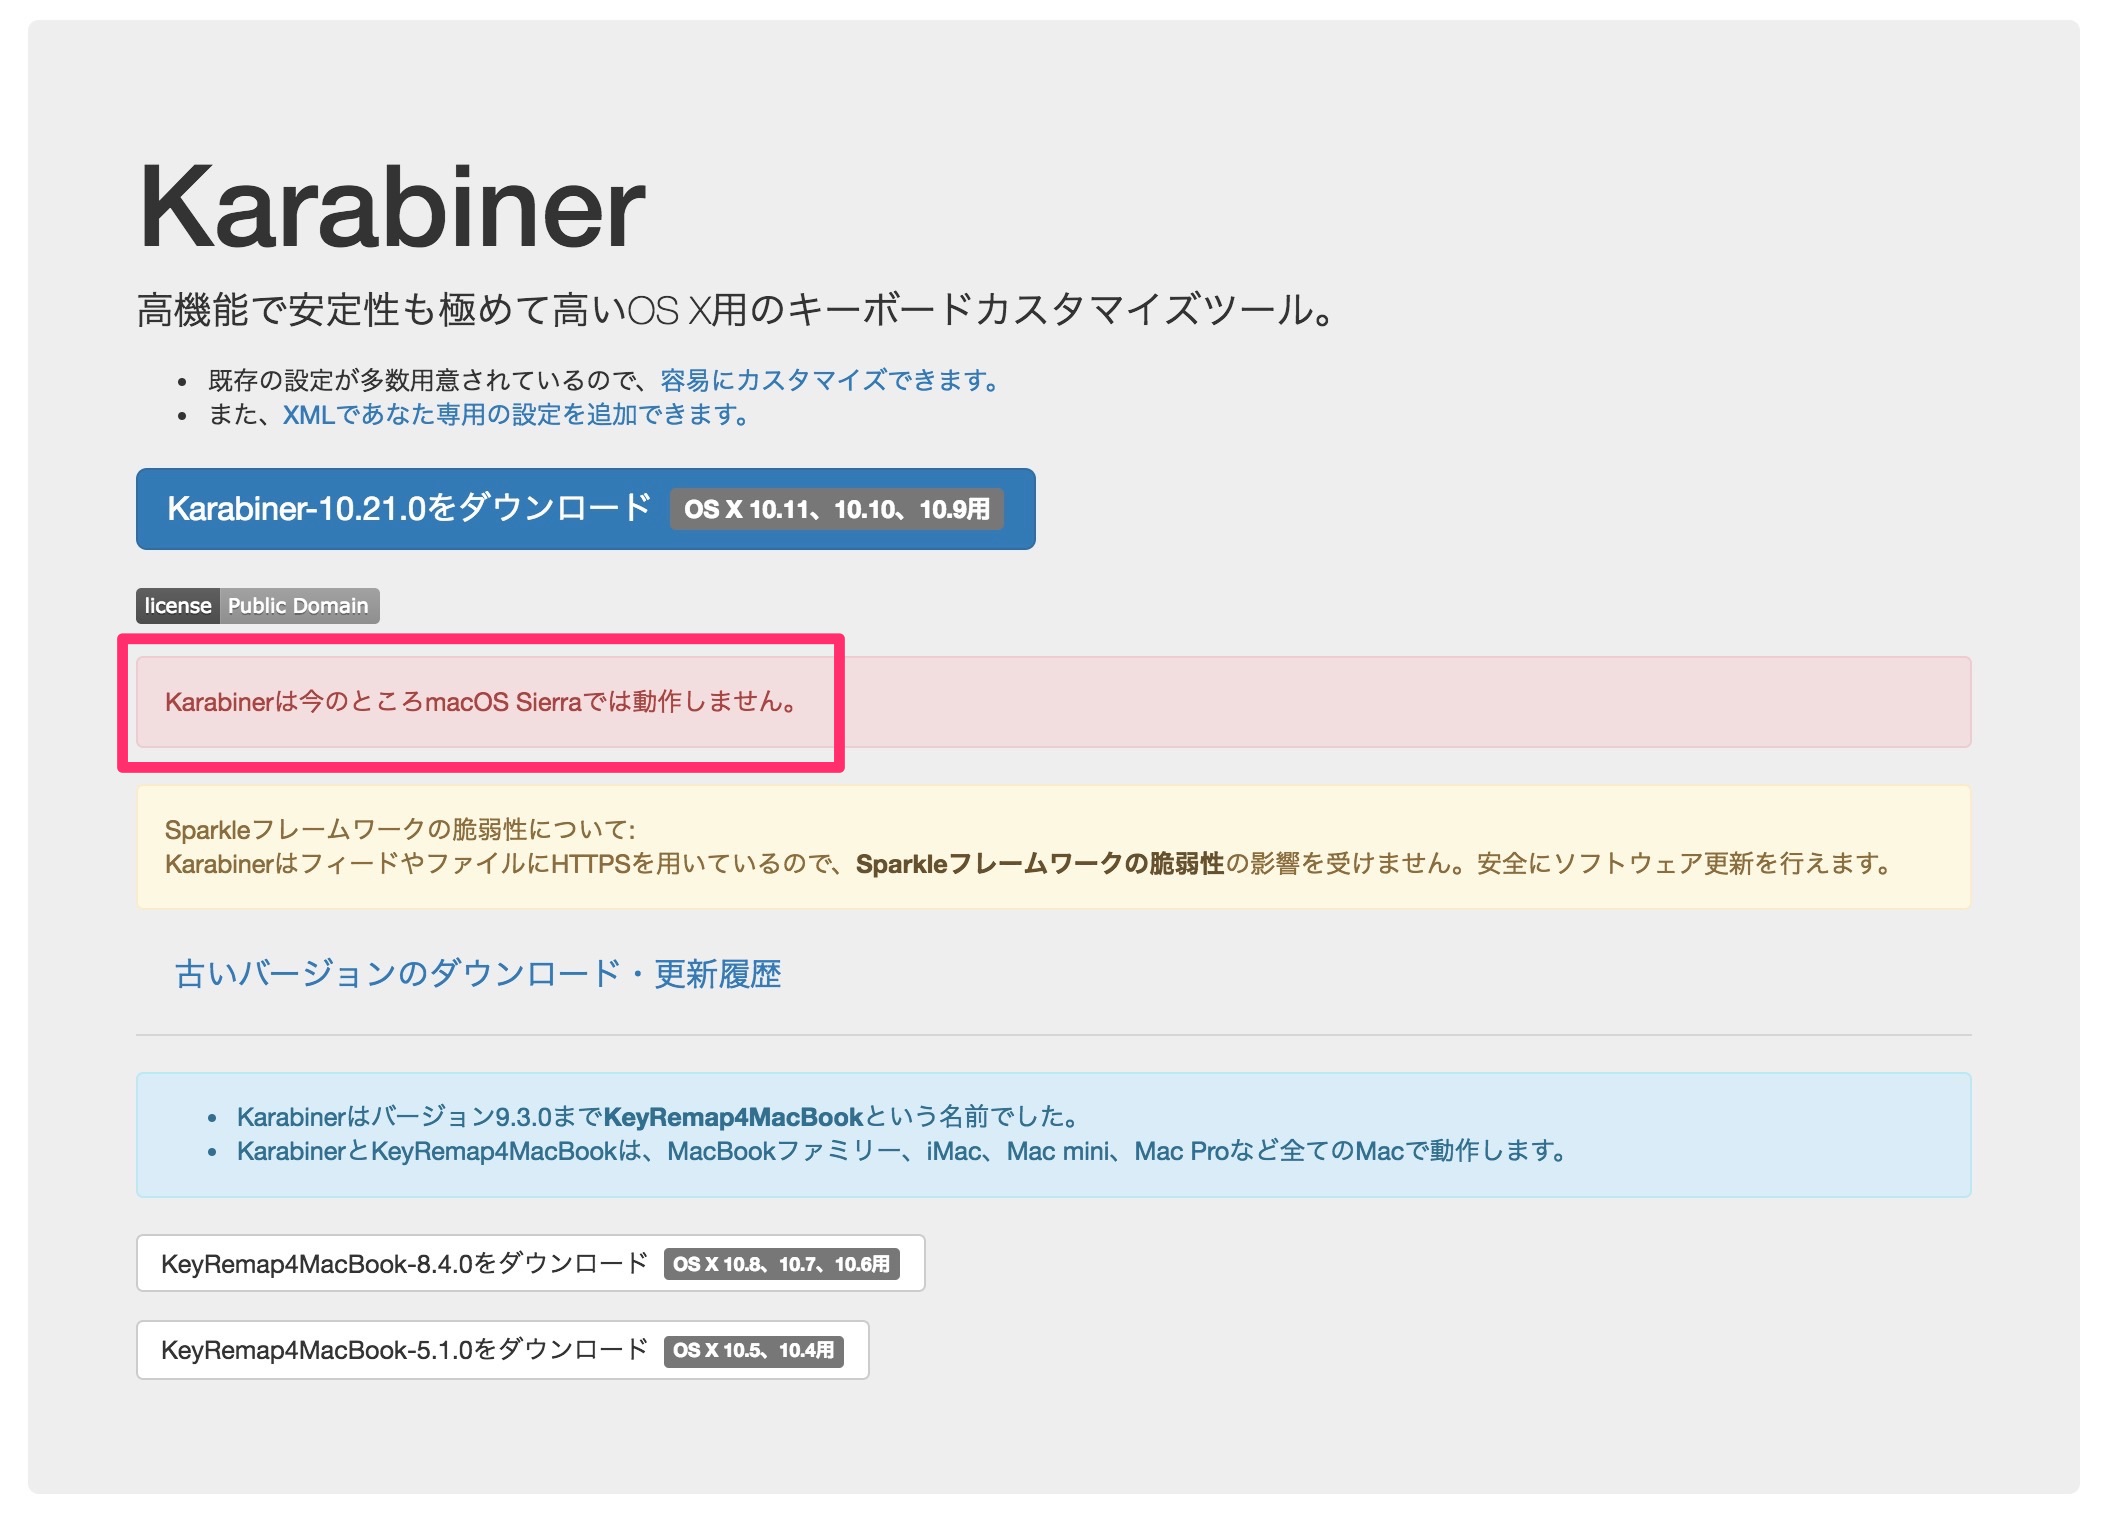 Karabiner
高機能で安定性も極めて高いOS X用のキーボードカスタマイズツール。
• 既存の設定が多数用意されているので、容易にカスタマイズできます。
• また、XMLであなた専用の設定を追加できます。
Karabiner-10.21.0をダウンロード OS X 10.11、10.10、10.9用
license Public Domain
Karabinerは今のところmacOS Sierraでは動作しません。
Sparkleフレームワークの脆弱性について:
KarabinerはフィードやファイルにHTTPSを用いているので、Sparkleフレームワークの脆弱性の影響を受けません。安全にソフトウェア更新を行えます。
古いバージョンのダウンロード・更新履歴
• Karabinerはバージョン9.3.0までKeyRemap4MacBookという名前でした。
• KarabinerとKeyRemap4MacBookは、MacBookファミリー、iMac、Mac mini、Mac Proなど全てのMacで動作します。
KeyRemap4MacBook-8.4.0をダウンロード OS X 10.8、10.7、10.6用
KeyRemap4MacBook-5.1.0をダウンロード OS X 10.5、10.4用